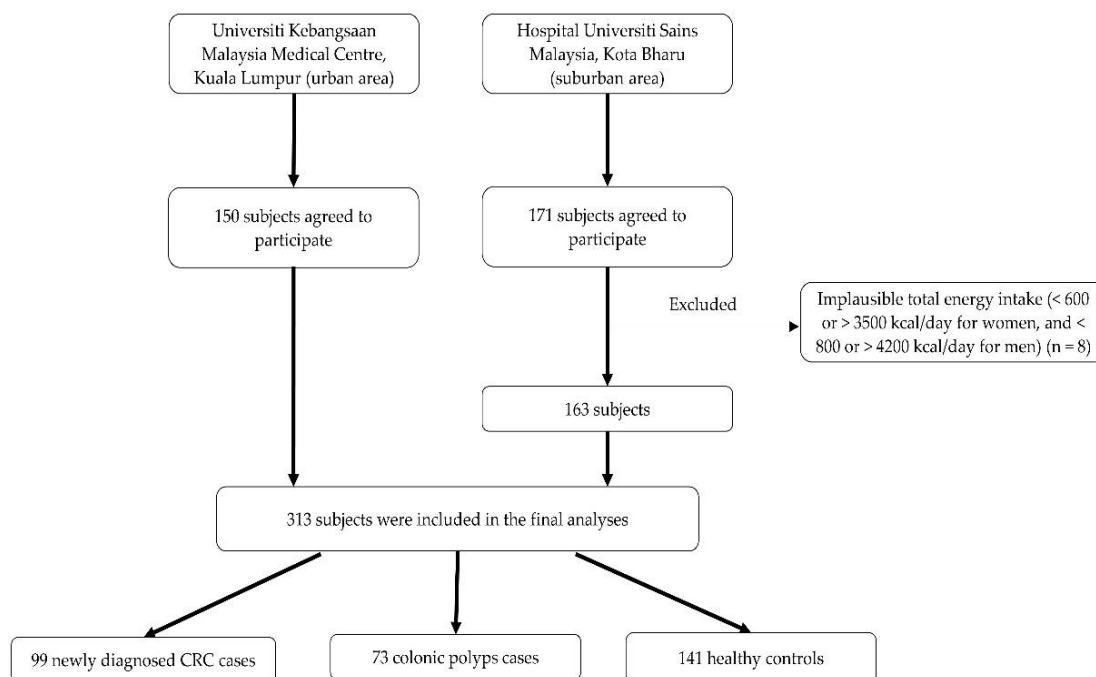 Universiti Kebangsaan
Malaysia Medical Centre,
Kuala Lumpur (urban area)
Hospital Universiti Sains
Malaysia, Kota Bharu
(suburban area)
150 subjects agreed to
participate
171 subjects agreed to
participate
Excluded
Implausible total energy intake (< 600
or > 3500 kcal/day for women, and <
800 or > 4200 kcal/day for men) (n = 8)
163 subjects
313 subjects were included in the final analyses
99 newly diagnosed CRC cases
73 colonic polyps cases
141 healthy controls